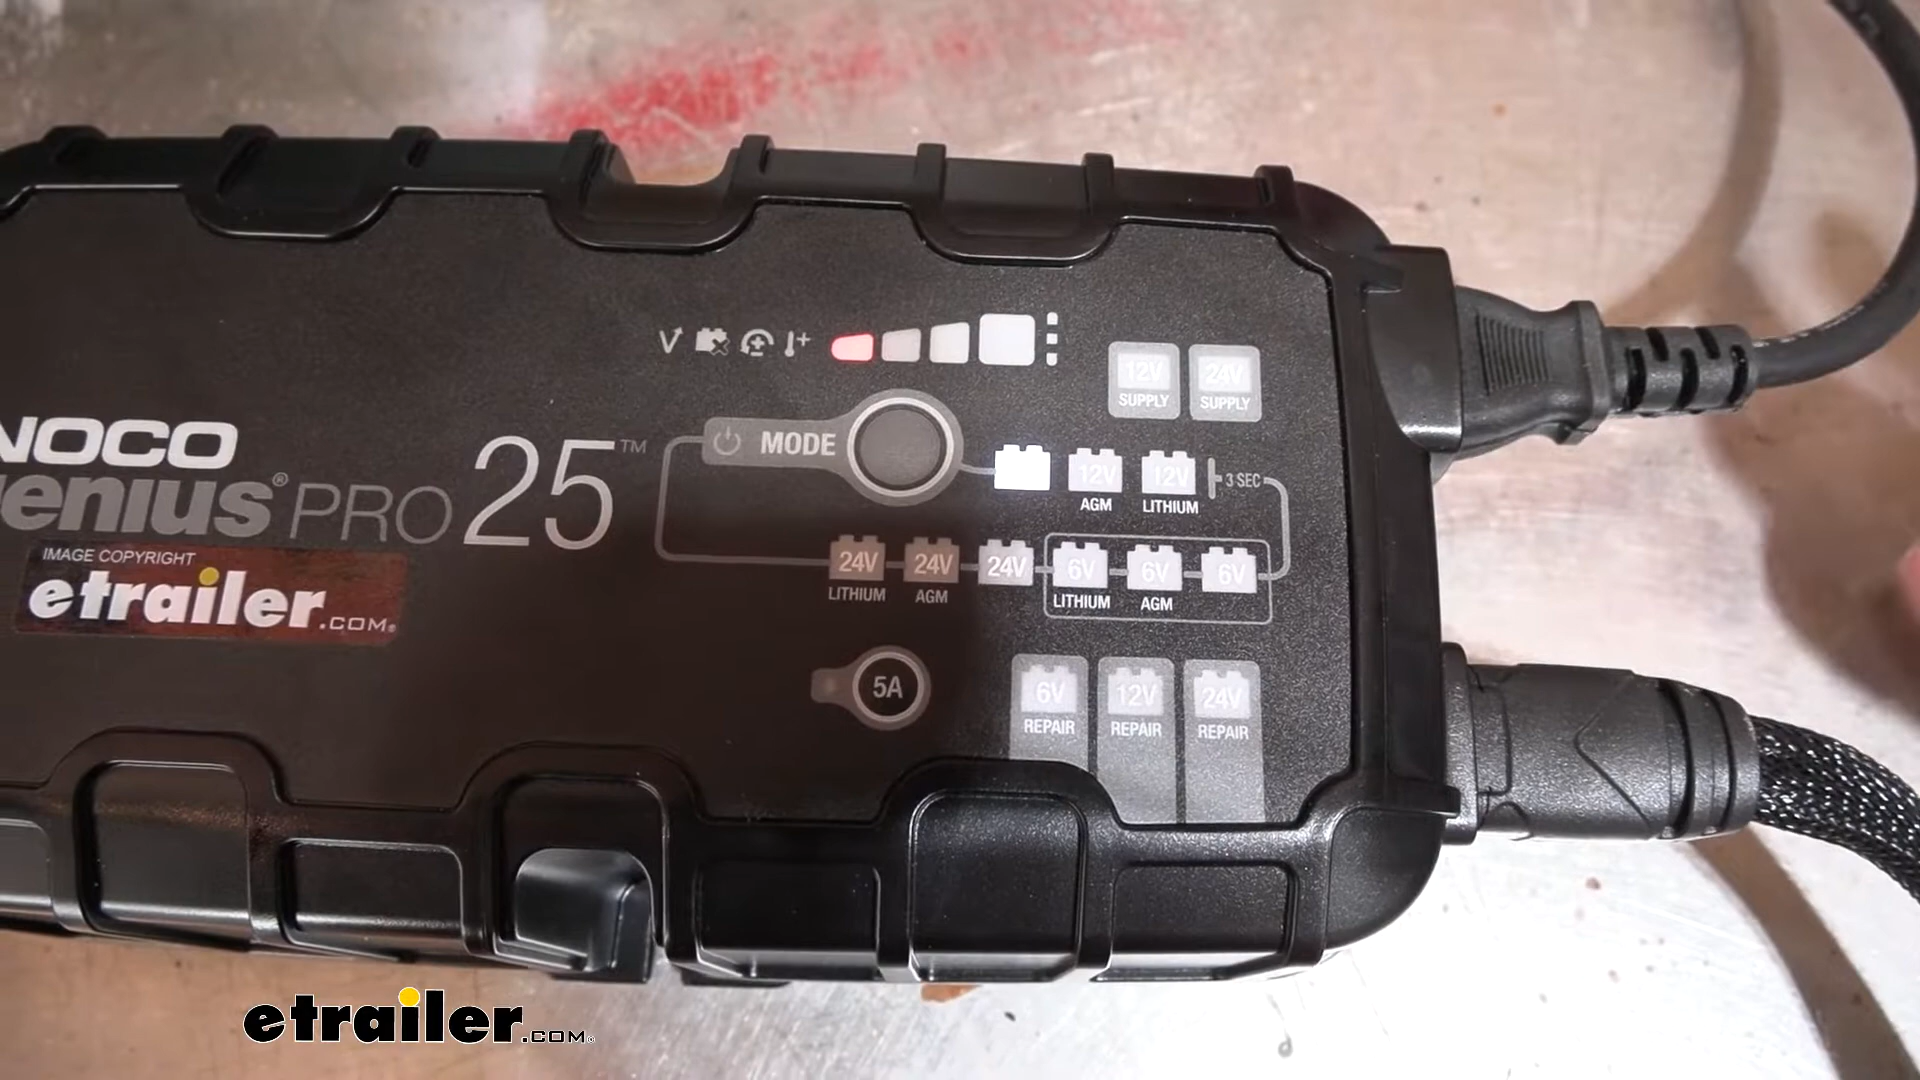 12V
24V
SUPPLY
SUPPLY
MODE
NOCO
genius® PRO 25™
12V
12V
3 SEC
AGM
LITHIUM
24V
24V
24V
6V
6V
6V
LITHIUM
AGM
LITHIUM
AGM
IMAGE COPYRIGHT
etrailer.COM®
5A
6V
12V
24V
REPAIR
REPAIR
REPAIR
etrailer.COM®